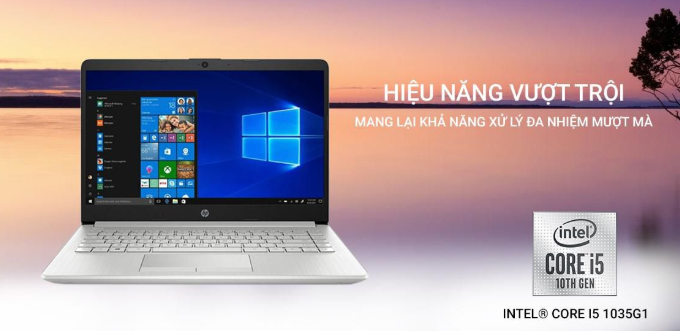 HIỆU NĂNG VƯỢT TRỘI
MANG LẠI KHẢ NĂNG XỬ LÝ ĐA NHIỆM MƯỢT MÀ
hp
intel
CORE i5
10TH GEN
INTEL® CORE I5 1035G1